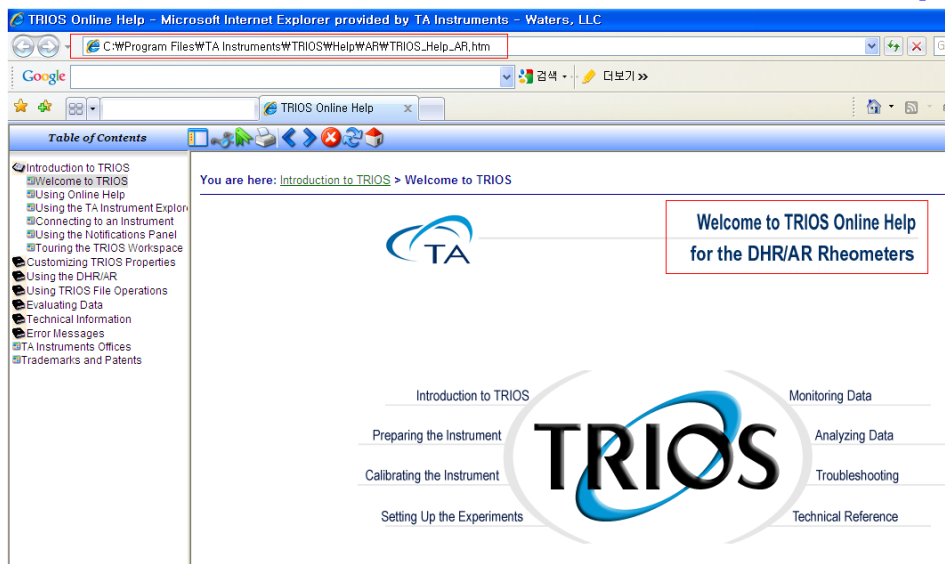 TRIOS Online Help - Microsoft Internet Explorer provided by TA Instruments - Waters, LLC
C:₩Program Files₩TA Instruments₩TRIOS₩Help₩AR₩TRIOS_Help_AR,htm
Google
검색
더보기
TRIOS Online Help
Table of Contents
Introduction to TRIOS
Welcome to TRIOS
Using Online Help
Using the TA Instrument Explor
Connecting to an Instrument
Using the Notifications Panel
Touring the TRIOS Workspace
Customizing TRIOS Properties
Using the DHR/AR
Using TRIOS File Operations
Evaluating Data
Technical Information
Error Messages
TA Instruments Offices
Trademarks and Patents
You are here: Introduction to TRIOS > Welcome to TRIOS
TA
Welcome to TRIOS Online Help
for the DHR/AR Rheometers
Introduction to TRIOS
Preparing the Instrument
Calibrating the Instrument
Setting Up the Experiments
TRIOS
Monitoring Data
Analyzing Data
Troubleshooting
Technical Reference